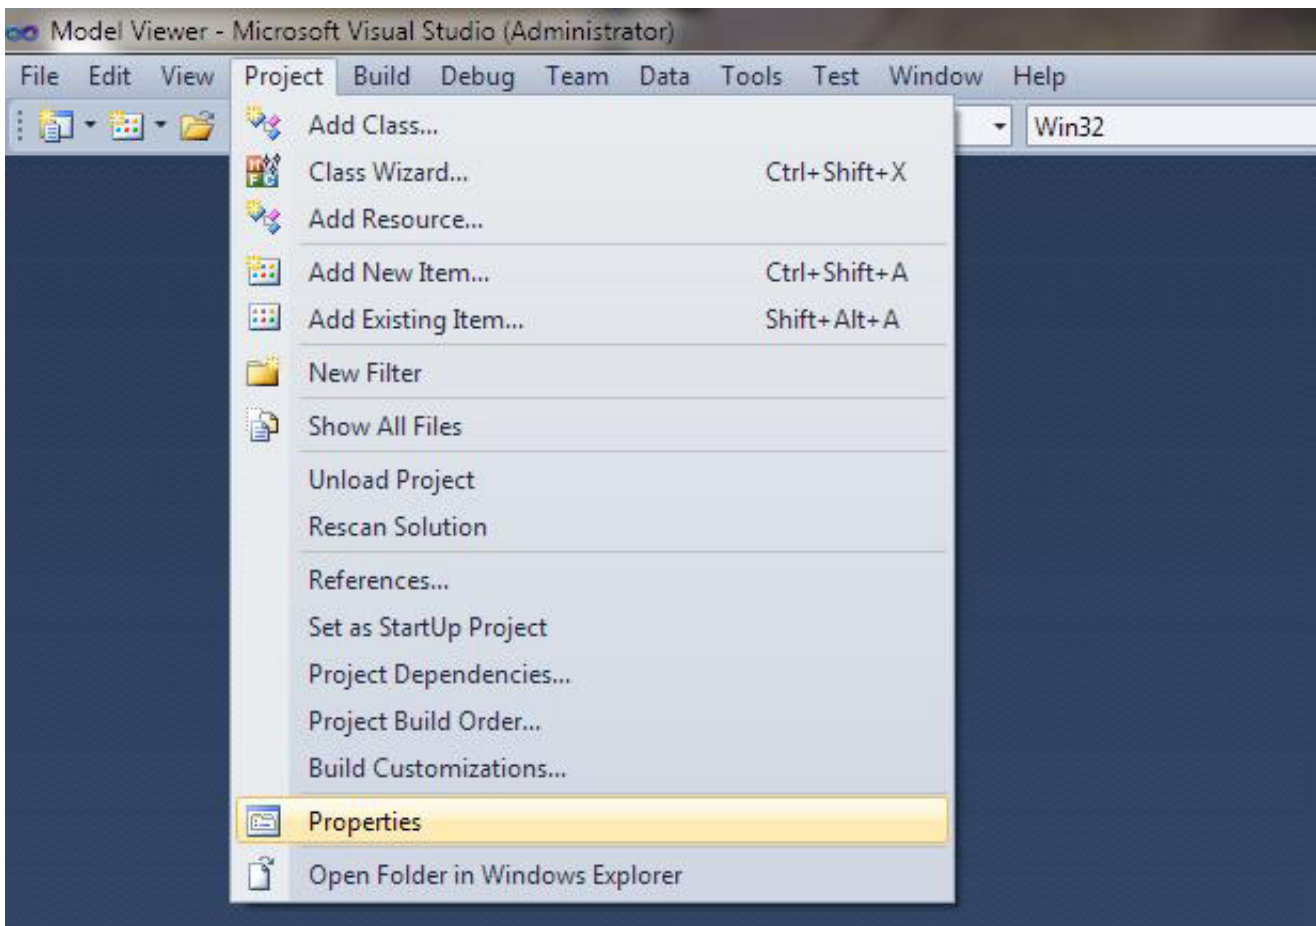 Model Viewer - Microsoft Visual Studio (Administrator)
File Edit View Project Build Debug Team Data Tools Test Window Help
Win32
Add Class...
Class Wizard... Ctrl+Shift+X
Add Resource...
Add New Item... Ctrl+Shift+A
Add Existing Item... Shift+Alt+A
New Filter
Show All Files
Unload Project
Rescan Solution
References...
Set as StartUp Project
Project Dependencies...
Project Build Order...
Build Customizations...
Properties
Open Folder in Windows Explorer